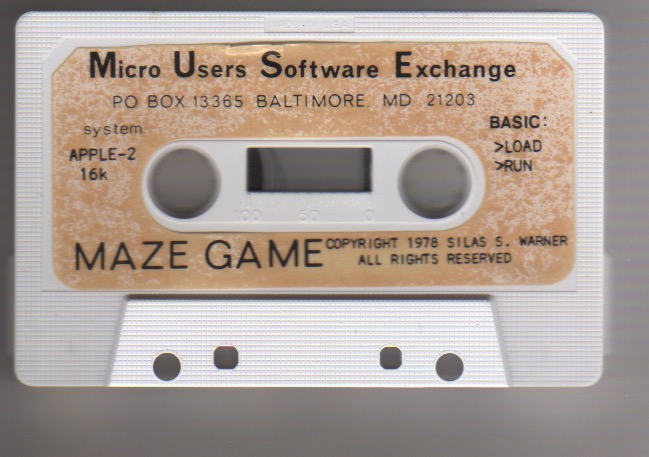 Micro Users Software Exchange
PO BOX 13365 BALTIMORE, MD 21203
system
APPLE-2
16k
BASIC:
>LOAD
>RUN
100 50 0
MAZE GAME
COPYRIGHT 1978 SILAS S. WARNER
ALL RIGHTS RESERVED